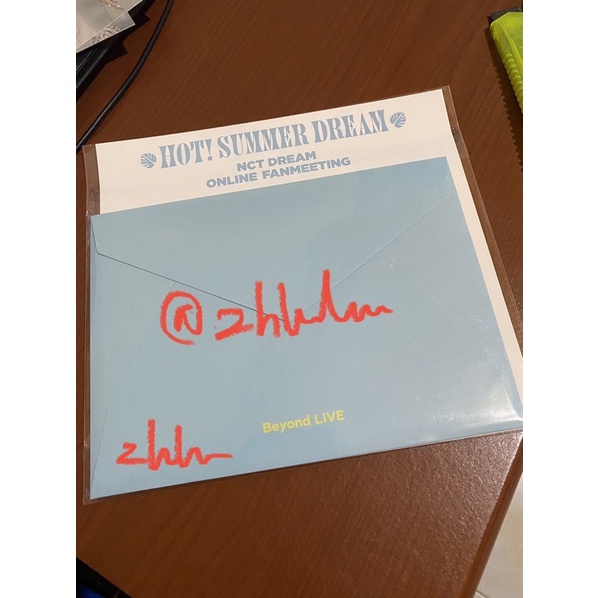 HOT! SUMMER DREAM
NCT DREAM
ONLINE FANMEETING
Beyond LIVE